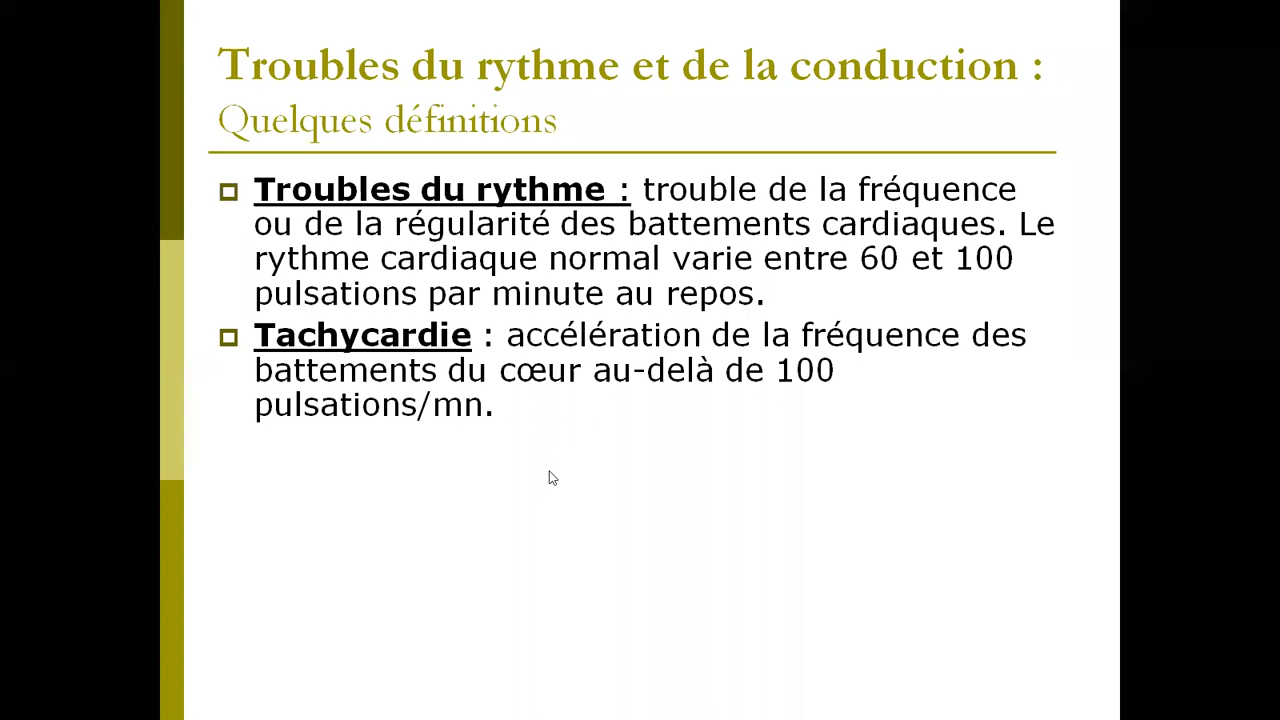 Troubles du rythme et de la conduction :
Quelques définitions
Troubles du rythme : trouble de la fréquence
ou de la régularité des battements cardiaques. Le
rythme cardiaque normal varie entre 60 et 100
pulsations par minute au repos.
Tachycardie : accélération de la fréquence des
battements du cœur au-delà de 100
pulsations/mn.